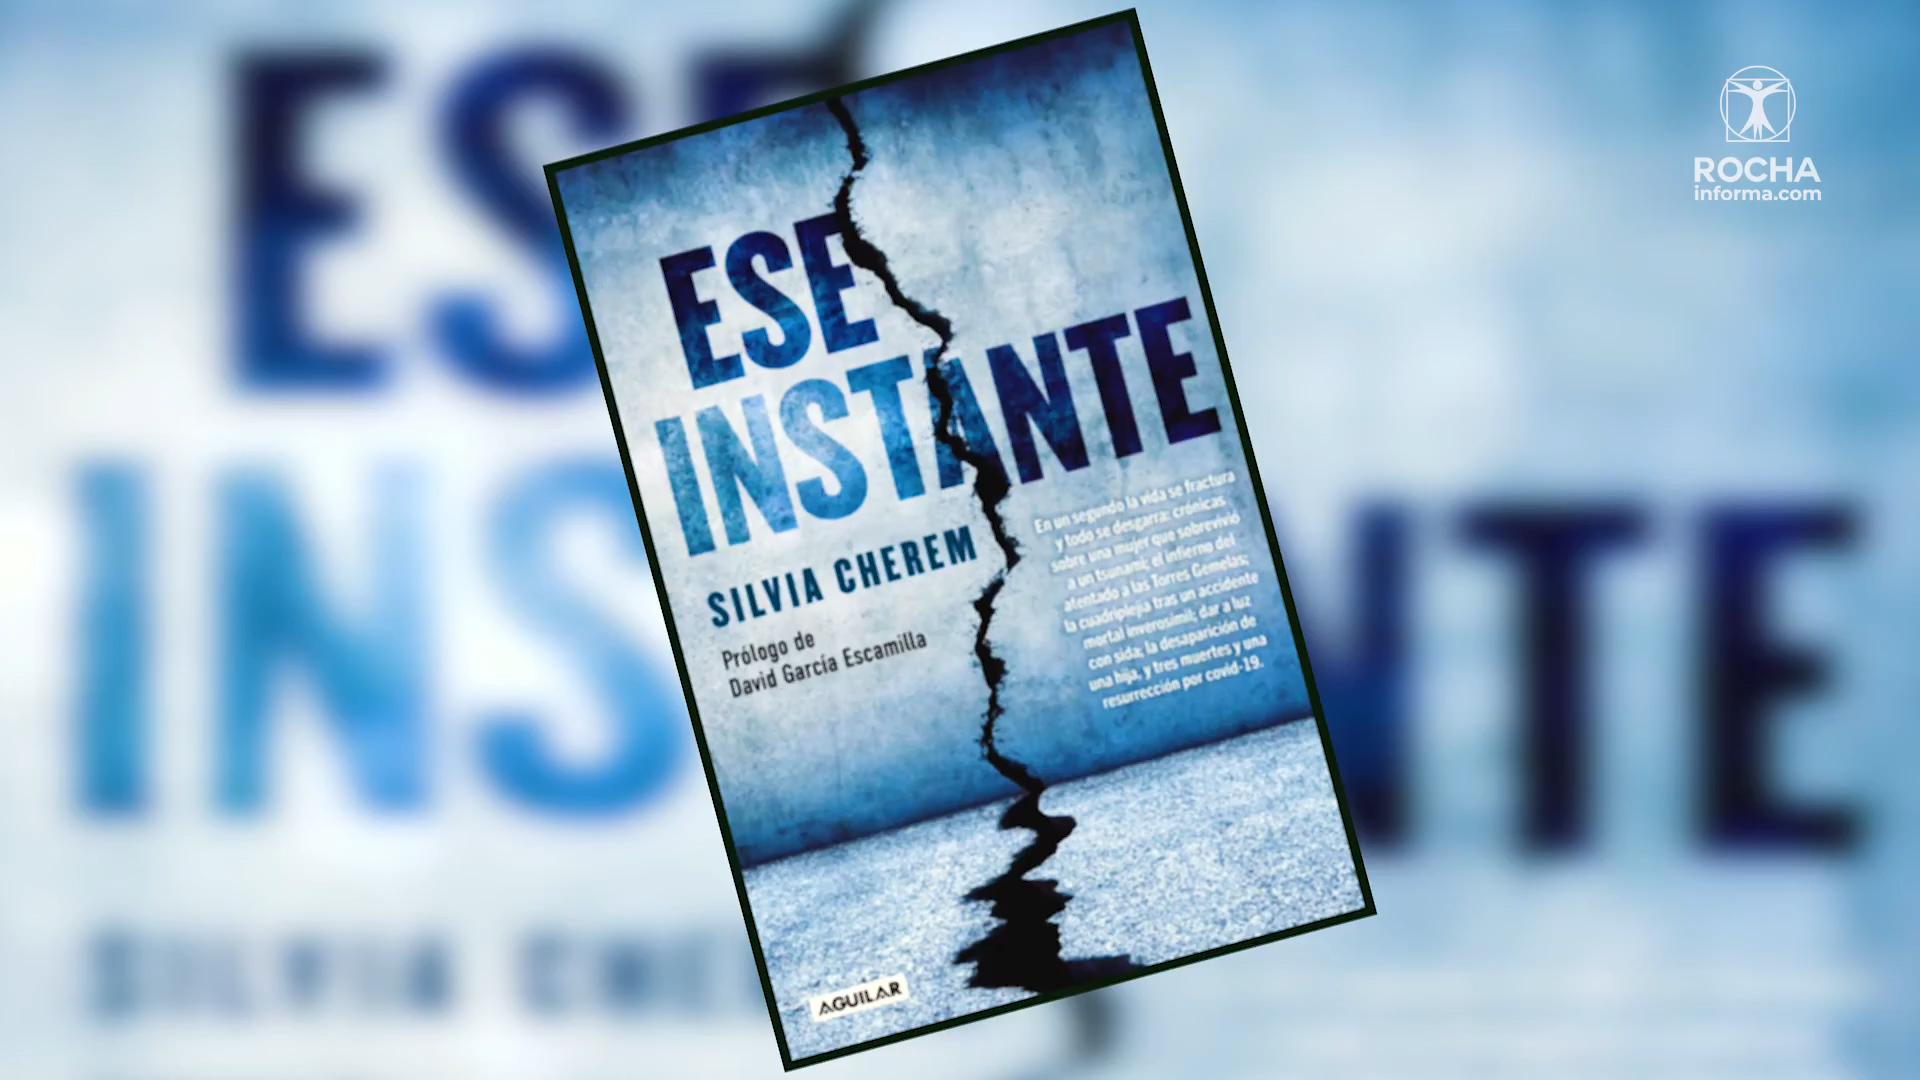 ESE
INSTANTE
SILVIA CHEREM
Prólogo de
David García Escamilla
En un segundo la vida se fractura
y todo se desgarra: crónicas
sobre una mujer que sobrevivió
a un tsunami; el infierno del
atentado a las Torres Gemelas;
la cuadriplejia tras un accidente
mortal inverosímil; dar a luz
con sida; la desaparición de
una hija, y tres muertes y una
resurrección por covid-19.
AGUILAR
ROCHA
informa.com